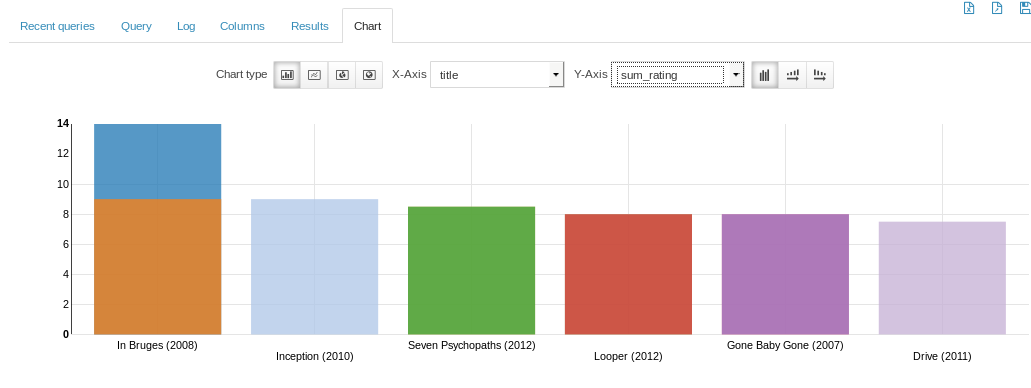 Recent queries Query Log Columns Results Chart
Chart type X-Axis title Y-Axis sum_rating
14
12
10
8
6
4
2
0
In Bruges (2008) Inception (2010) Seven Psychopaths (2012) Looper (2012) Gone Baby Gone (2007) Drive (2011)